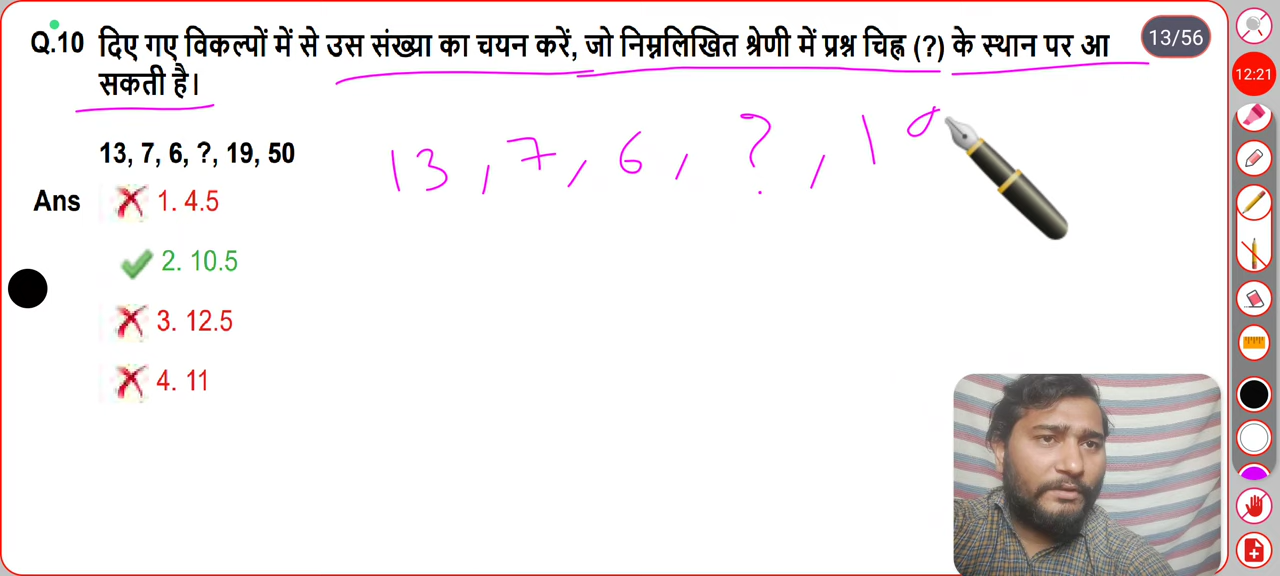 Q.10 दिए गए विकल्पों में से उस संख्या का चयन करें, जो निम्नलिखित श्रेणी में प्रश्न चिह्न (?) के स्थान पर आ
सकती है।
13/56
12:21
13, 7, 6, ?, 19, 50
13, 7, 6, ?, 1
Ans 1. 4.5
2. 10.5
3. 12.5
4. 11